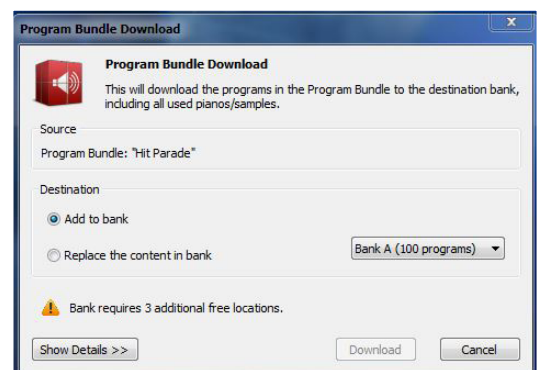 Program Bundle Download
Program Bundle Download
This will download the programs in the Program Bundle to the destination bank,
including all used pianos/samples.
Source
Program Bundle: "Hit Parade"
Destination
Add to bank
Replace the content in bank
Bank A (100 programs)
Bank requires 3 additional free locations.
Show Details >>
Download
Cancel